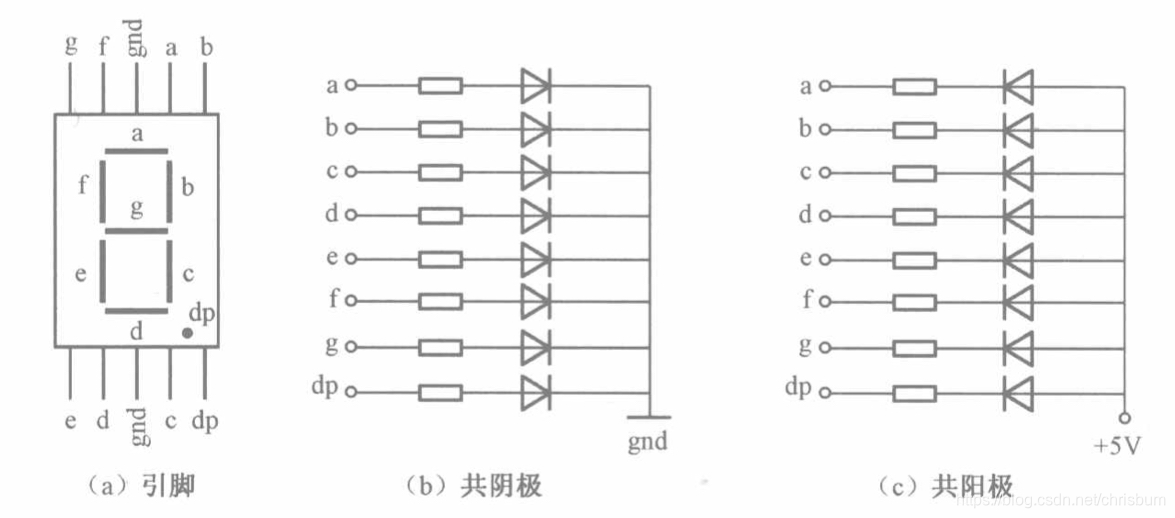 g f gnd a b
a
f b
g
e c
d dp
e d gnd c dp
(a) 引脚
a
b
c
d
e
f
g
dp
gnd
(b) 共阴极
a
b
c
d
e
f
g
dp
+5V
(c) 共阳极
https://blog.csdn.net/chrisburn